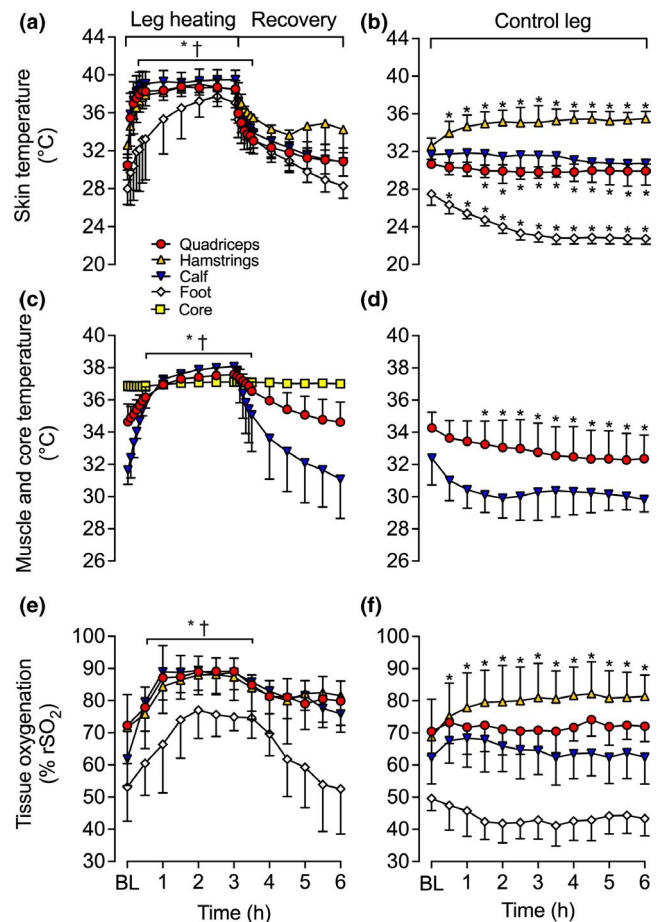 (a) Leg heating Recovery
44
40
36
32
28
24
20
Skin temperature
(°C)
* †
Quadriceps
Hamstrings
Calf
Foot
Core
(b) Control leg
44
40
36
32
28
24
20
* * * * * * * * * * * *
* * * * * * * * * *
* * * * * * * * * * * *
(c)
40
38
36
34
32
30
28
26
Muscle and core temperature
(°C)
* †
(d)
40
38
36
34
32
30
28
26
* * * * * * * * * *
(e)
100
90
80
70
60
50
40
30
Tissue oxygenation
(% rSO₂)
* †
BL 1 2 3 4 5 6
Time (h)
(f)
100
90
80
70
60
50
40
30
* * * * * * * * * * * *
BL 1 2 3 4 5 6
Time (h)